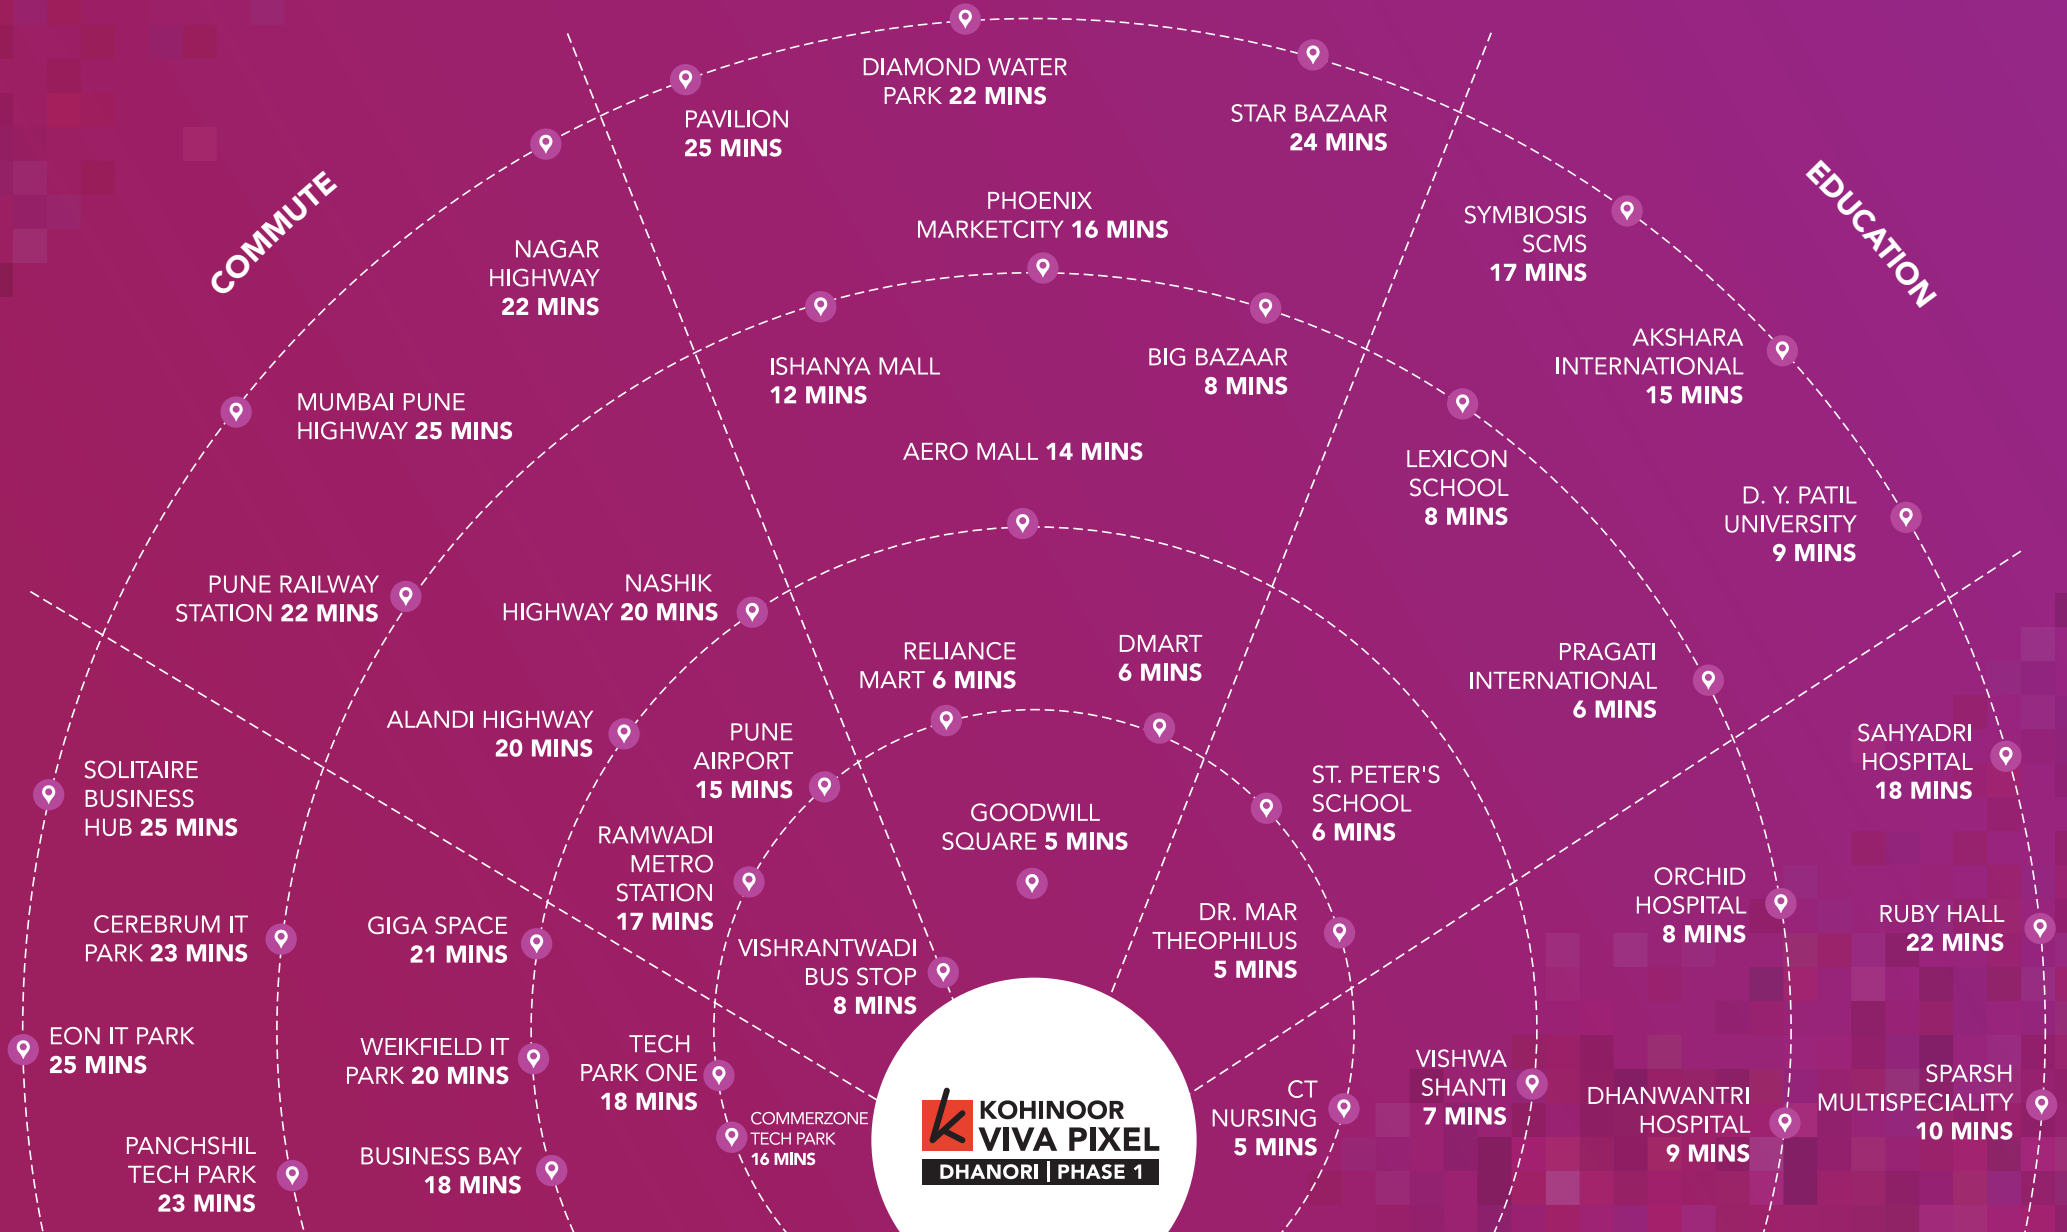 COMMUTE
NAGAR
HIGHWAY
22 MINS
MUMBAI PUNE
HIGHWAY 25 MINS
PUNE RAILWAY
STATION 22 MINS
NASHIK
HIGHWAY 20 MINS
ALANDI HIGHWAY
20 MINS
PUNE
AIRPORT
15 MINS
RAMWADI
METRO
STATION
17 MINS
VISHRANTWADI
BUS STOP
8 MINS
PAVILION
25 MINS
DIAMOND WATER
PARK 22 MINS
STAR BAZAAR
24 MINS
PHOENIX
MARKETCITY 16 MINS
ISHANYA MALL
12 MINS
BIG BAZAAR
8 MINS
AERO MALL 14 MINS
RELIANCE
MART 6 MINS
DMART
6 MINS
GOODWILL
SQUARE 5 MINS
EDUCATION
SYMBIOSIS
SCMS
17 MINS
AKSHARA
INTERNATIONAL
15 MINS
D. Y. PATIL
UNIVERSITY
9 MINS
LEXICON
SCHOOL
8 MINS
PRAGATI
INTERNATIONAL
6 MINS
ST. PETER'S
SCHOOL
6 MINS
DR. MAR
THEOPHILUS
5 MINS
SAHYADRI
HOSPITAL
18 MINS
ORCHID
HOSPITAL
8 MINS
RUBY HALL
22 MINS
VISHWA
SHANTI
7 MINS
CT
NURSING
5 MINS
DHANWANTRI
HOSPITAL
9 MINS
SPARSH
MULTISPECIALITY
10 MINS
SOLITAIRE
BUSINESS
HUB 25 MINS
CEREBRUM IT
PARK 23 MINS
GIGA SPACE
21 MINS
EON IT PARK
25 MINS
WEIKFIELD IT
PARK 20 MINS
TECH
PARK ONE
18 MINS
COMMERZONE
TECH PARK
16 MINS
PANCHSHIL
TECH PARK
23 MINS
BUSINESS BAY
18 MINS
KOHINOOR
VIVA PIXEL
DHANORI | PHASE 1